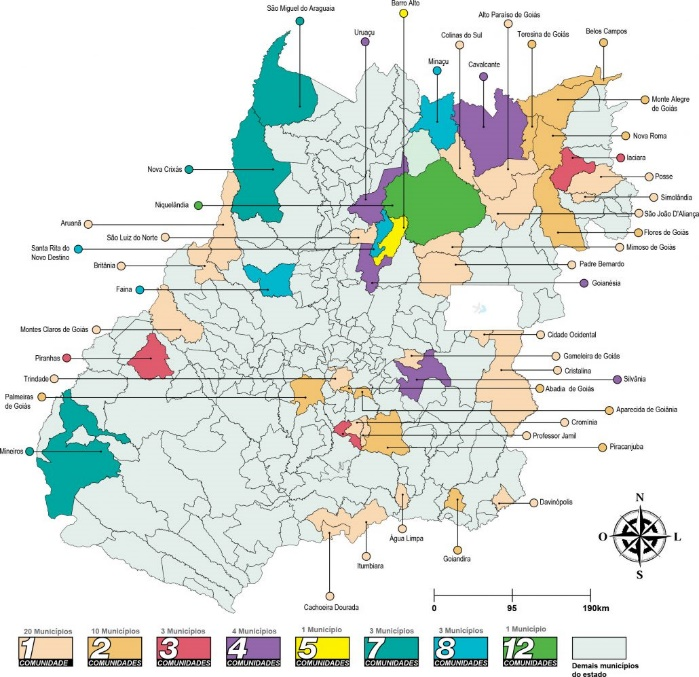 São Miguel do Araguaia
Barro Alto
Alto Paraíso de Goiás
Uruaçu
Colinas do Sul
Teresina de Goiás
Belos Campos
Minaçu
Cavalcante
Monte Alegre
de Goiás
Nova Roma
Iaciara
Nova Crixás
Posse
Simolândia
Niquelândia
São João D'Aliança
Aruanã
São Luiz do Norte
Flores de Goiás
Santa Rita do
Novo Destino
Mimoso de Goiás
Britânia
Padre Bernardo
Faina
Goianésia
Montes Claros de Goiás
Cidade Ocidental
Piranhas
Gameleira de Goiás
Cristalina
Trindade
Silvânia
Palmeiras
de Goiás
Abadia de Goiás
Aparecida de Goiânia
Crominia
Professor Jamil
Piracanjuba
Mineiros
Davinópolis
Água Limpa
Goiandira
Itumbiara
Cachoeira Dourada
N
O L
S
0 95 190km
20 Municípios
1
COMUNIDADE
10 Municípios
2
COMUNIDADES
3 Municípios
3
COMUNIDADES
4 Municípios
4
COMUNIDADES
1 Município
5
COMUNIDADES
3 Municípios
7
COMUNIDADES
3 Municípios
8
COMUNIDADES
1 Município
12
COMUNIDADES
Demais municípios
do estado